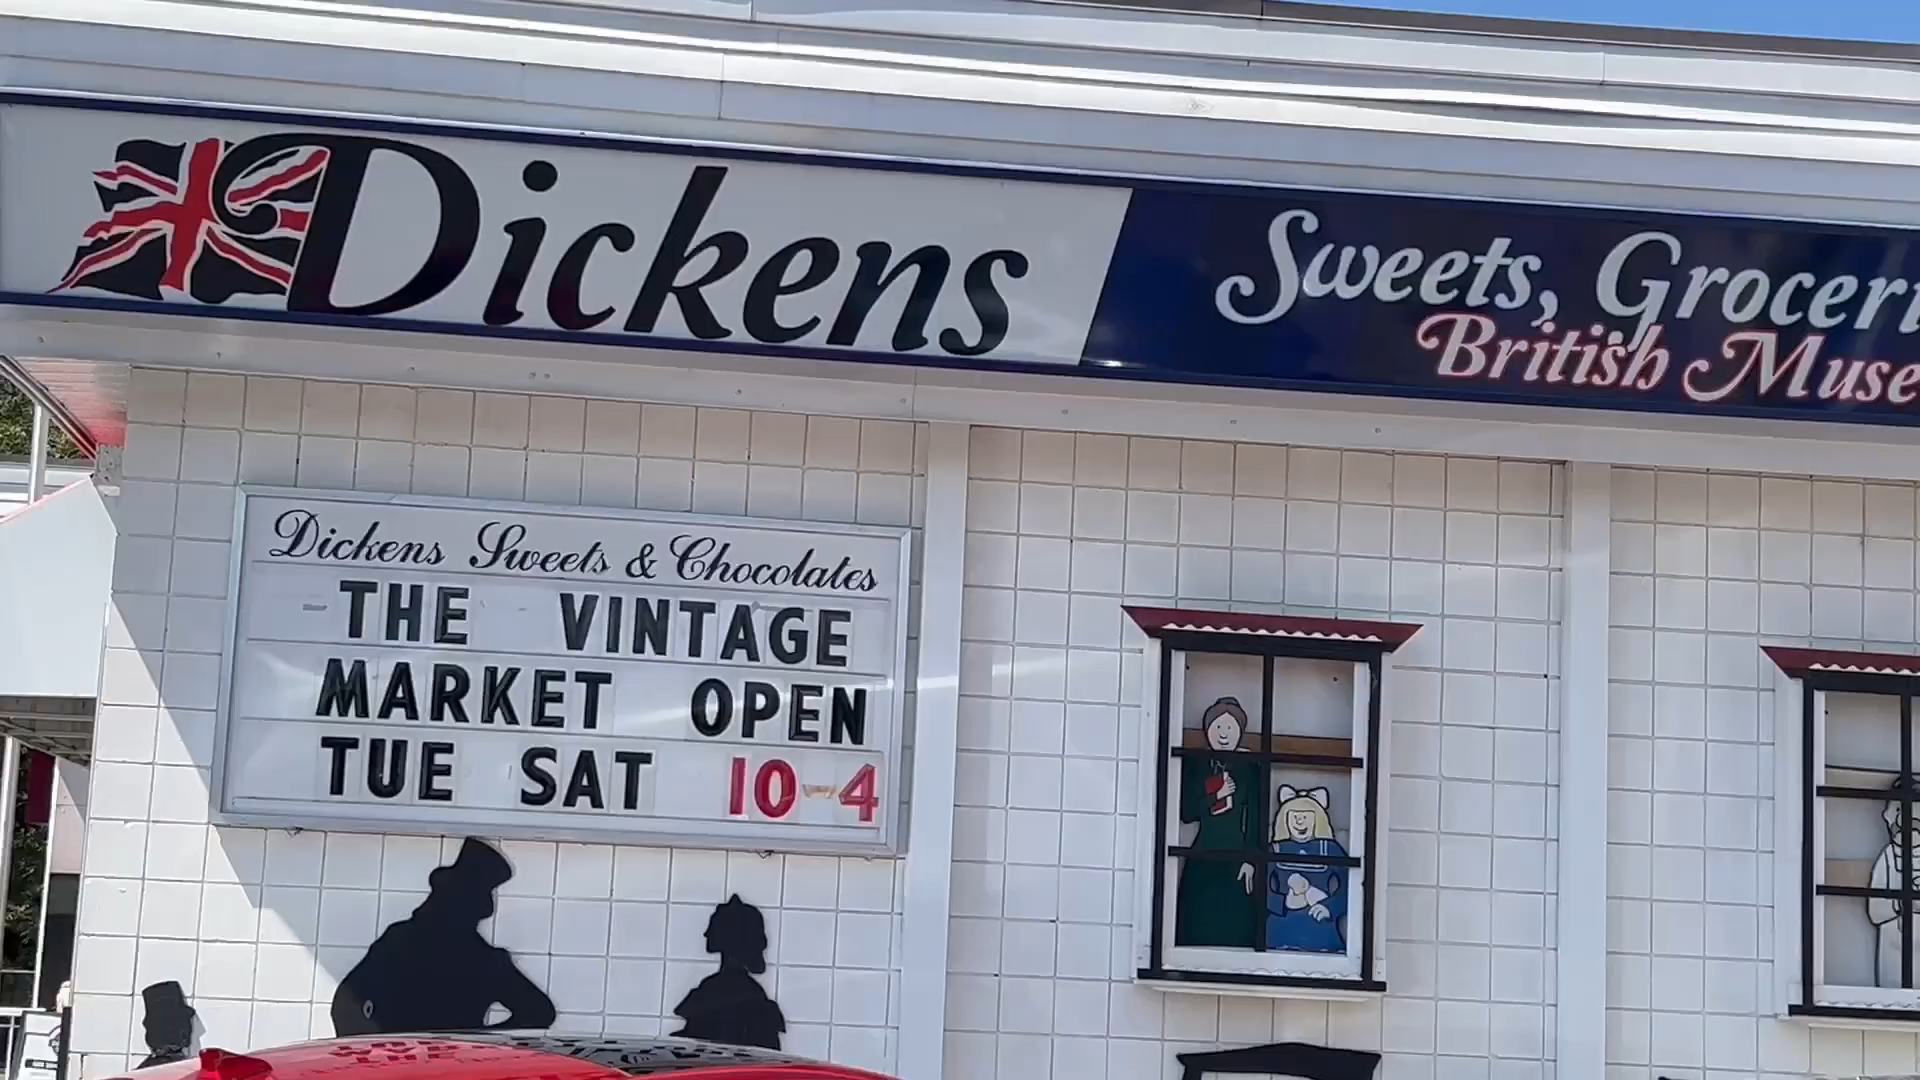 Dickens
Sweets, Groceri
British Muse
Dickens Sweets & Chocolates
THE VINTAGE
MARKET OPEN
TUE SAT 10-4